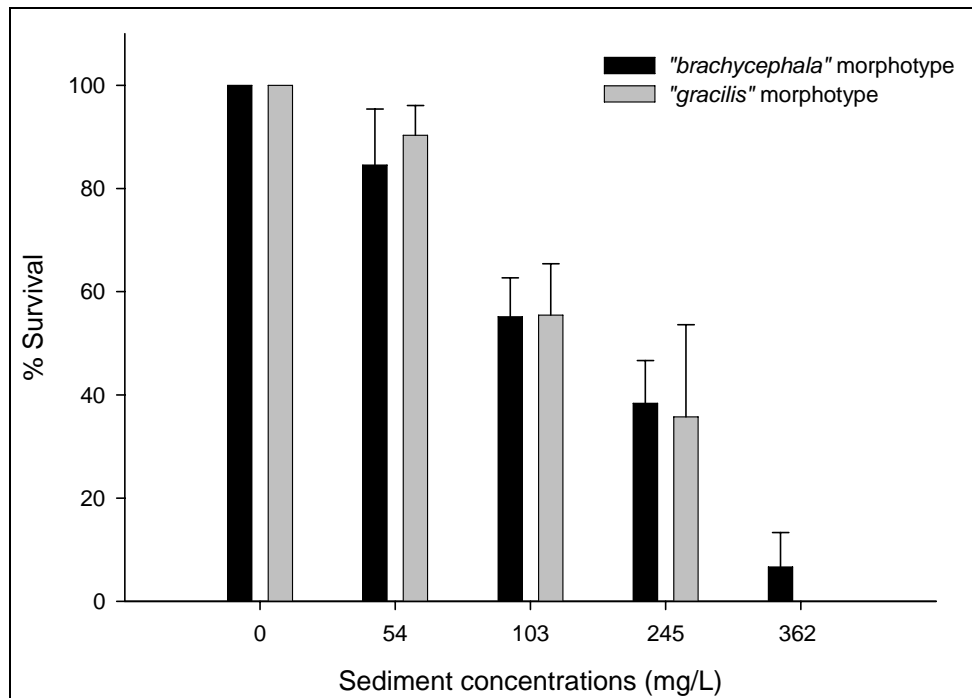 "brachycephala" morphotype
"gracilis" morphotype
% Survival
100
80
60
40
20
0
0 54 103 245 362
Sediment concentrations (mg/L)